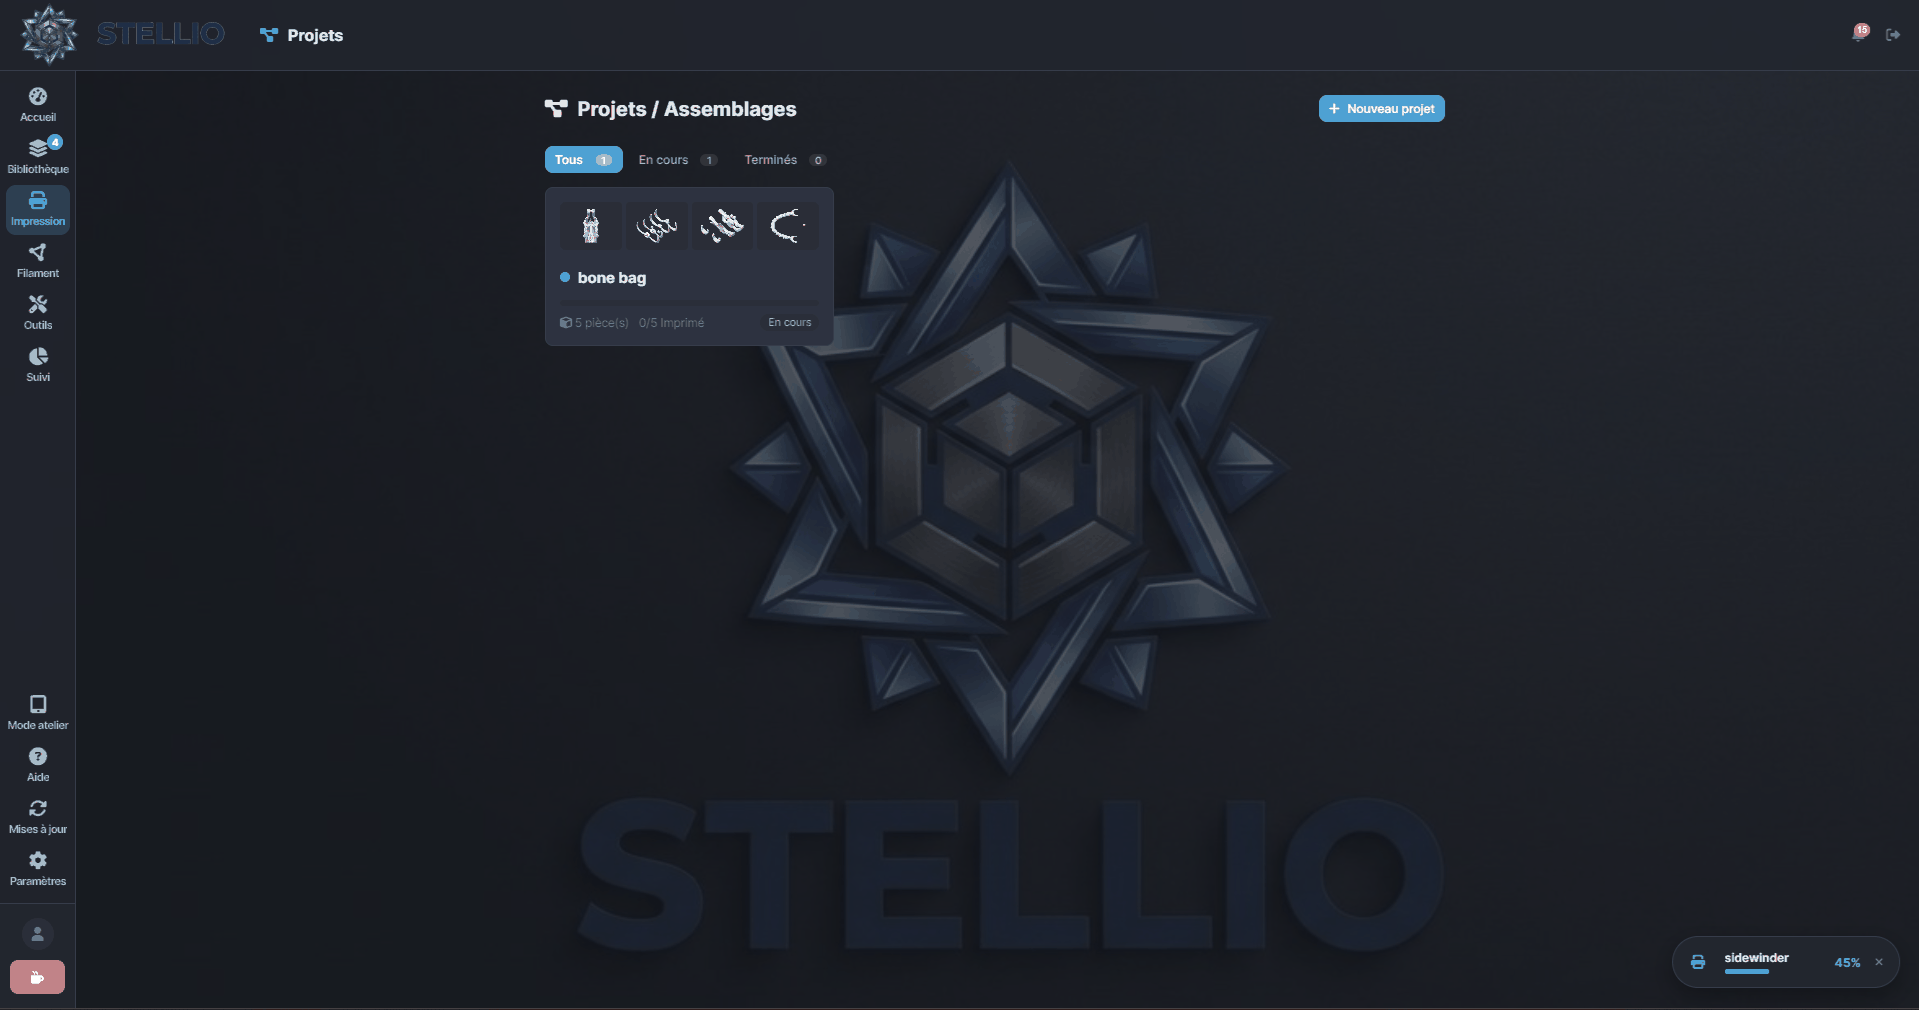 STELLIO
Projets
15
Accueil
4
Bibliothèque
Impression
Filament
Outils
Suivi
Mode atelier
Aide
Mises à jour
Paramètres
Projets / Assemblages
+ Nouveau projet
Tous 1 En cours 1 Terminés 0
bone bag
5 pièce(s) 0/5 Imprimé En cours
STELLIO
sidewinder
45% ×